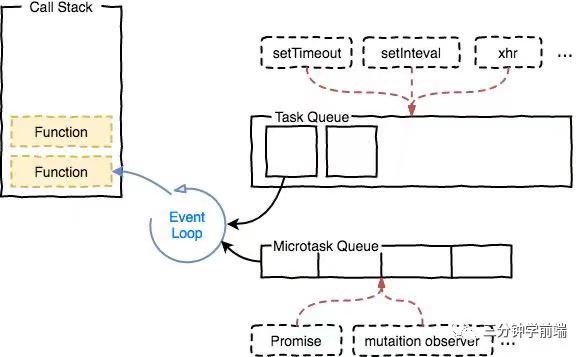 Call Stack
setTimeout
setInteval
xhr
...
Task Queue
Function
Function
Event
Loop
Microtask Queue
Promise
mutaition observer
...
三分钟学前端